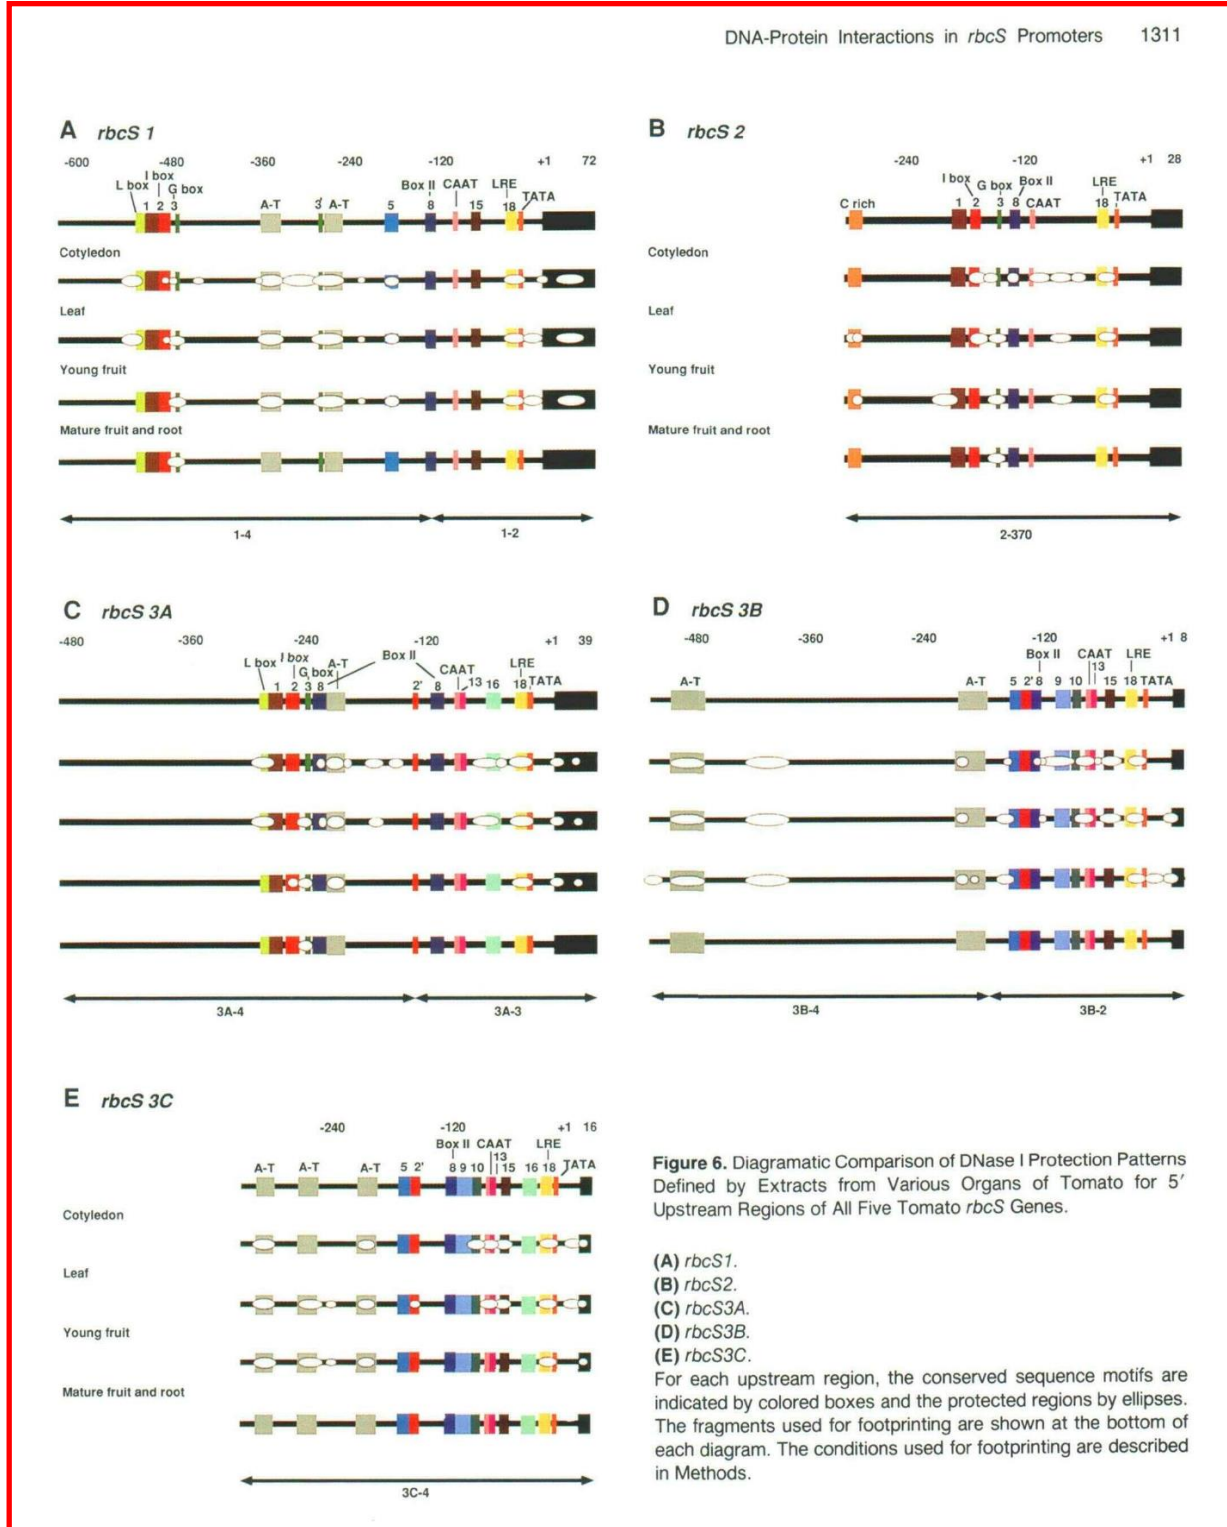 DNA-Protein Interactions in rbcS Promoters 1311
A rbcS 1
-600 -480 -360 -240 -120 +1 72
I box
L box G box Box II CAAT LRE TATA
1 2 3 A-T 3' A-T 5 8 15 18
Cotyledon
Leaf
Young fruit
Mature fruit and root
1-4 1-2
B rbcS 2
-240 -120 +1 28
I box G box Box II LRE
C rich 1 2 3 8 CAAT 18 TATA
Cotyledon
Leaf
Young fruit
Mature fruit and root
2-370
C rbcS 3A
-480 -360 -240 -120 +1 39
L box I box G box A-T Box II CAAT LRE
1 2 3 8 2' 8 13 16 18 TATA
3A-4 3A-3
D rbcS 3B
-480 -360 -240 -120 +1 8
Box II CAAT LRE
13
A-T A-T 5 2' 8 9 10 15 18 TATA
3B-4 3B-2
E rbcS 3C
-240 -120 +1 16
Box II CAAT LRE
13
A-T A-T A-T 5 2' 8 9 10 15 16 18 TATA
Cotyledon
Leaf
Young fruit
Mature fruit and root
3C-4
Figure 6. Diagramatic Comparison of DNase I Protection Patterns
Defined by Extracts from Various Organs of Tomato for 5′
Upstream Regions of All Five Tomato rbcS Genes.
(A) rbcS1.
(B) rbcS2.
(C) rbcS3A.
(D) rbcS3B.
(E) rbcS3C.
For each upstream region, the conserved sequence motifs are
indicated by colored boxes and the protected regions by ellipses.
The fragments used for footprinting are shown at the bottom of
each diagram. The conditions used for footprinting are described
in Methods.